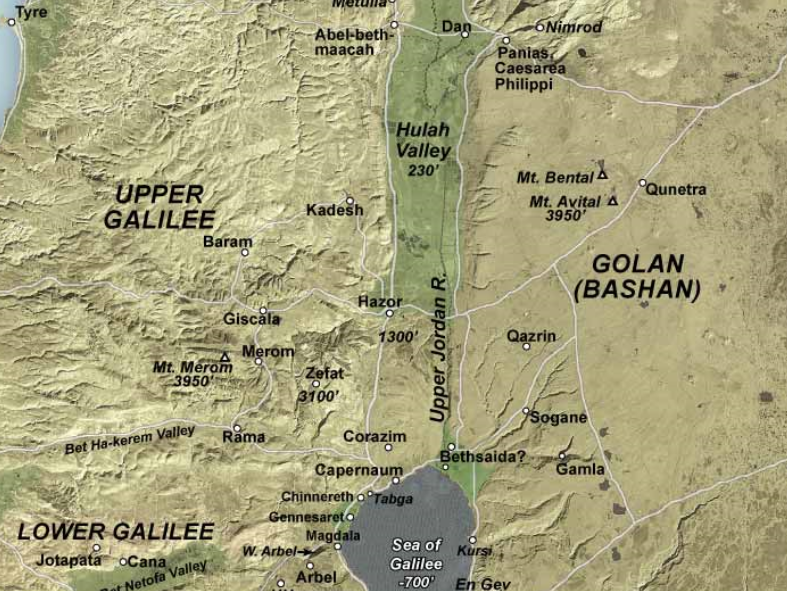 Metulla
Tyre
Abel-beth-
maacah
Dan
Nimrod
Panias,
Caesarea
Philippi
Hulah
Valley
230'
Mt. Bental
Mt. Avital
3950'
Qunetra
UPPER
GALILEE
Kadesh
Baram
GOLAN
(BASHAN)
Hazor
1300'
Giscala
Upper Jordan R.
Qazrin
Merom
Mt. Merom
3950'
Zefat
3100'
Sogane
Bet Ha-kerem Valley
Rama
Corazim
Bethsaida?
Gamla
Capernaum
Chinnereth
Tabga
Gennesaret
LOWER GALILEE
Magdala
W. Arbel
Sea of
Galilee
-700'
Kursi
Jotapata
Cana
Bet Netofa Valley
Arbel
En Gev